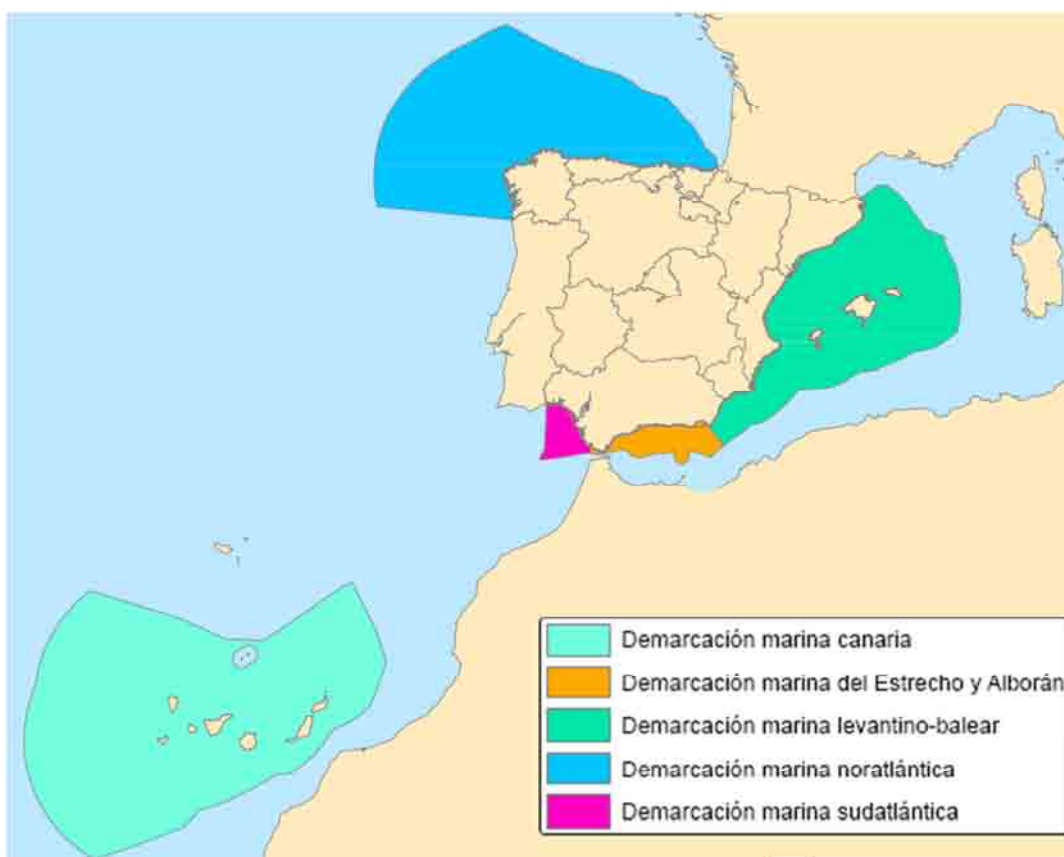 Demarcación marina canaria
Demarcación marina del Estrecho y Alborán
Demarcación marina levantino-balear
Demarcación marina noratlántica
Demarcación marina sudatlántica